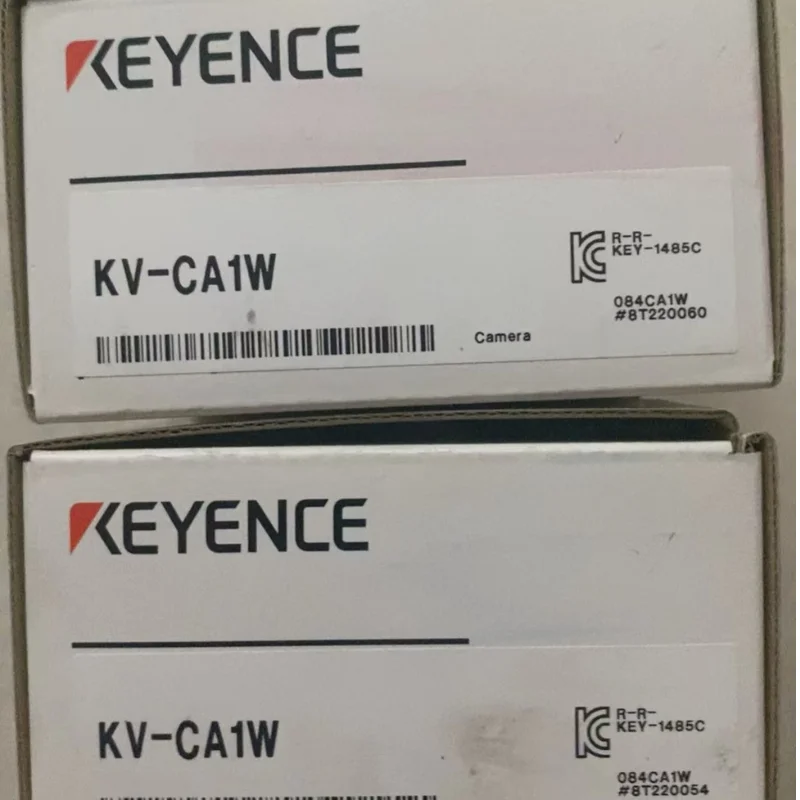 KEYENCE
KV-CA1W
R-R-
KEY-1485C
084CA1W
#8T220060
Camera
KEYENCE
KV-CA1W
R-R-
KEY-1485C
084CA1W
#8T220054